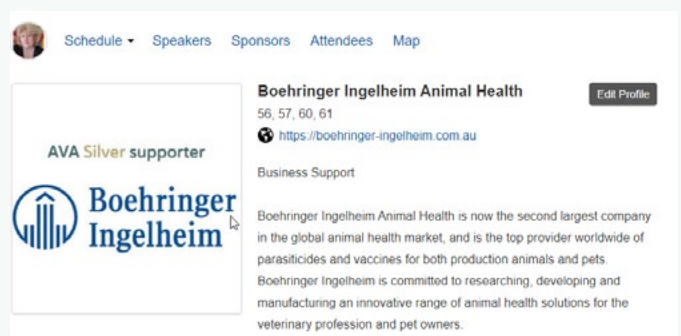 Schedule Speakers Sponsors Attendees Map
AVA Silver supporter
Boehringer
Ingelheim
Boehringer Ingelheim Animal Health
Edit Profile
56, 57, 60, 61
https://boehringer-ingelheim.com.au
Business Support
Boehringer Ingelheim Animal Health is now the second largest company
in the global animal health market, and is the top provider worldwide of
parasiticides and vaccines for both production animals and pets.
Boehringer Ingelheim is committed to researching, developing and
manufacturing an innovative range of animal health solutions for the
veterinary profession and pet owners.